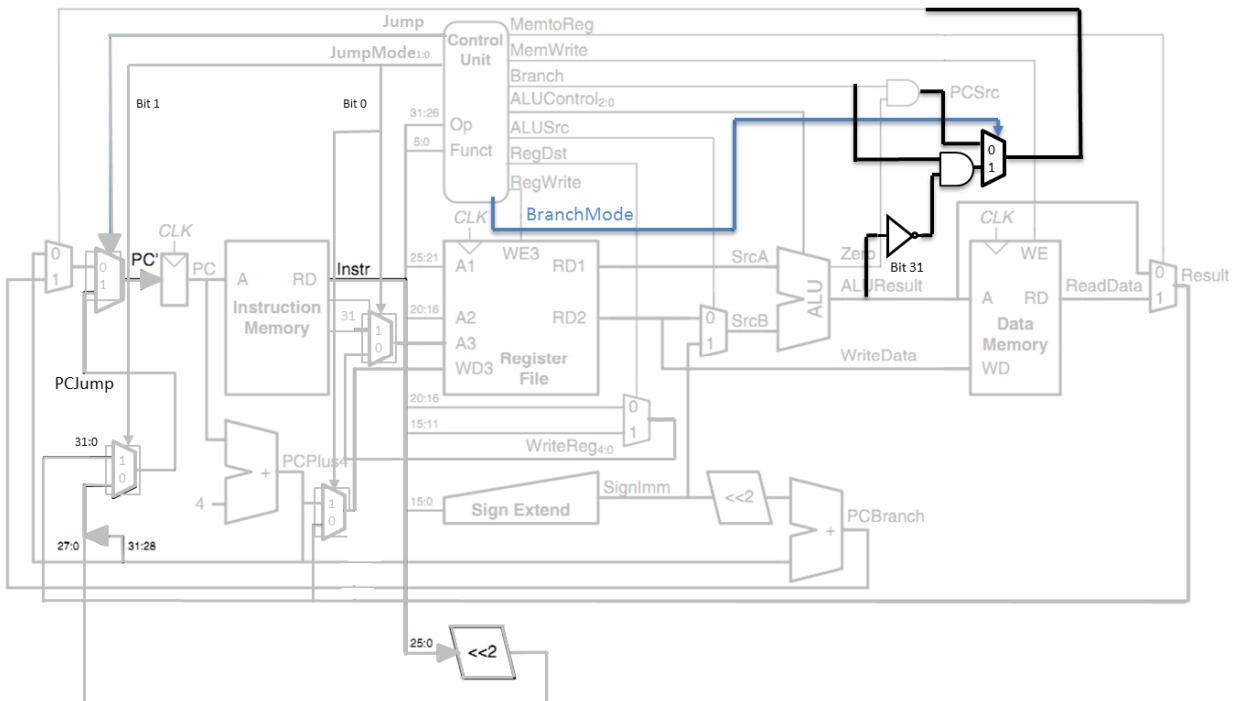 Jump
JumpMode1:0
Control
Unit
MemtoReg
MemWrite
Branch
ALUControl2:0
ALUSrc
RegDst
RegWrite
Op
Funct
31:26
5:0
Bit 1
Bit 0
PCSrc
0
1
BranchMode
Bit 31
CLK
CLK
CLK
0
1
0
1
PC'
PC
A
RD
Instruction
Memory
Instr
31
1
0
25:21
20:16
A1
A2
A3
WD3
WE3
RD1
RD2
Register
File
SrcA
SrcB
0
1
ALU
Zero
ALUResult
WriteData
WE
A
RD
Data
Memory
WD
ReadData
0
1
Result
PCJump
31:0
1
0
27:0
31:28
4
+
PCPlus4
1
0
20:16
15:11
0
1
WriteReg4:0
15:0
Sign Extend
SignImm
<<2
+
PCBranch
25:0
<<2